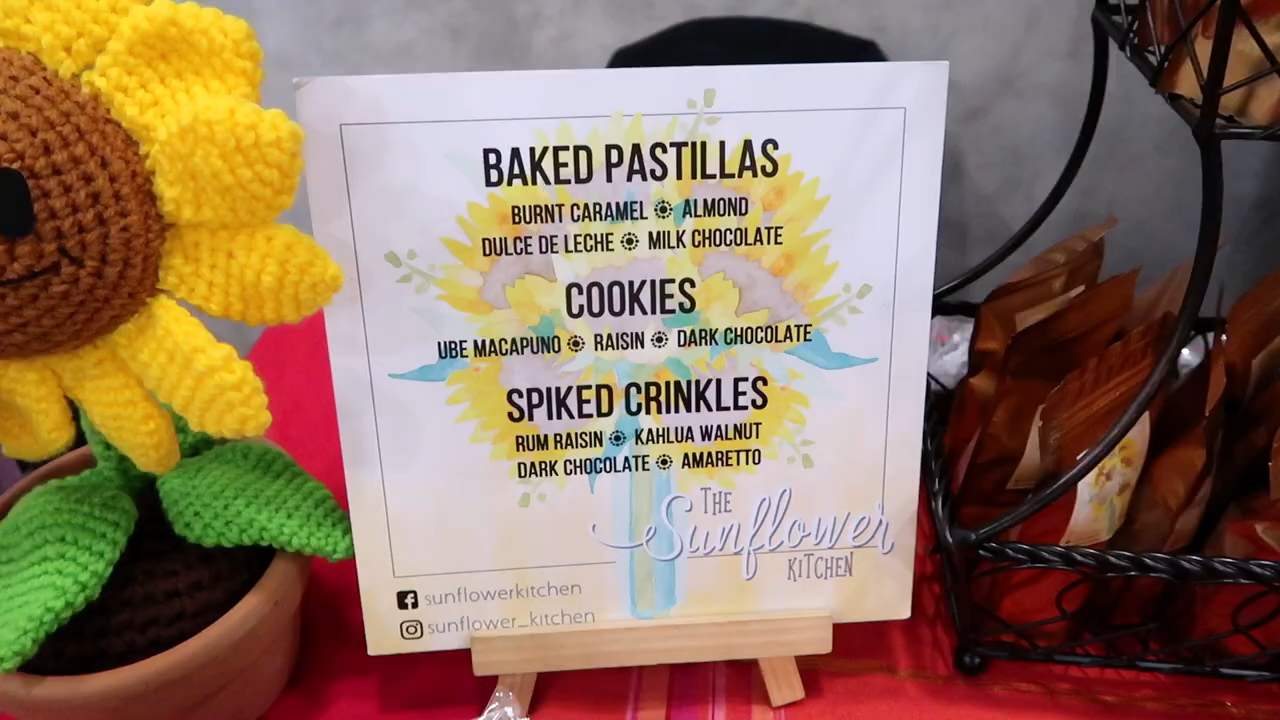 BAKED PASTILLAS
BURNT CARAMEL ALMOND
DULCE DE LECHE MILK CHOCOLATE
COOKIES
UBE MACAPUNO RAISIN DARK CHOCOLATE
SPIKED CRINKLES
RUM RAISIN KAHLUA WALNUT
DARK CHOCOLATE AMARETTO
THE
Sunflower
KITCHEN
sunflowerkitchen
sunflower_kitchen